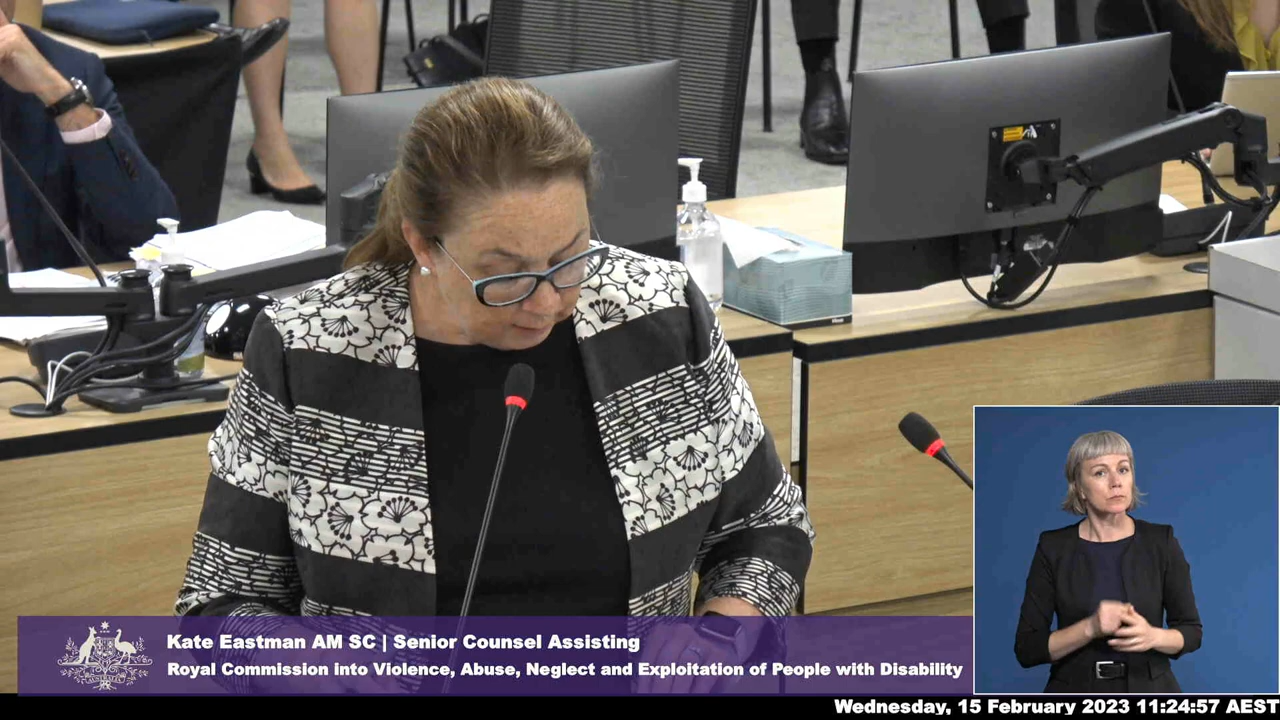 Kate Eastman AM SC | Senior Counsel Assisting
Royal Commission into Violence, Abuse, Neglect and Exploitation of People with Disability
Wednesday, 15 February 2023 11:24:57 AEST